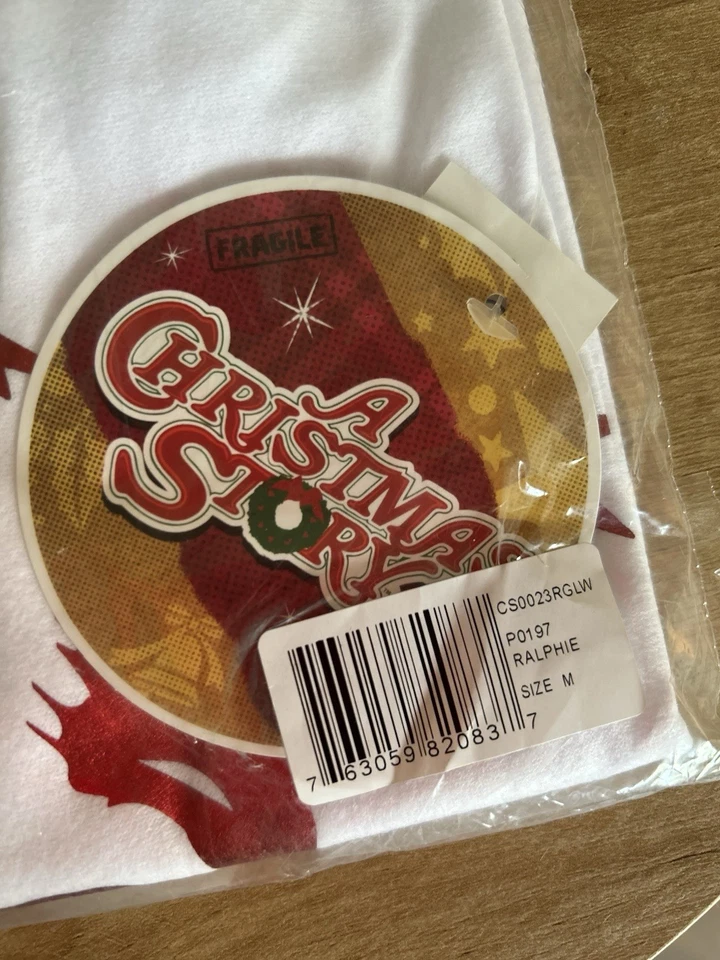 FRAGILE
A
CHRISTMAS
STORY
CS0023RGLW
P0197
RALPHIE
SIZE M
7 63059 82083 7